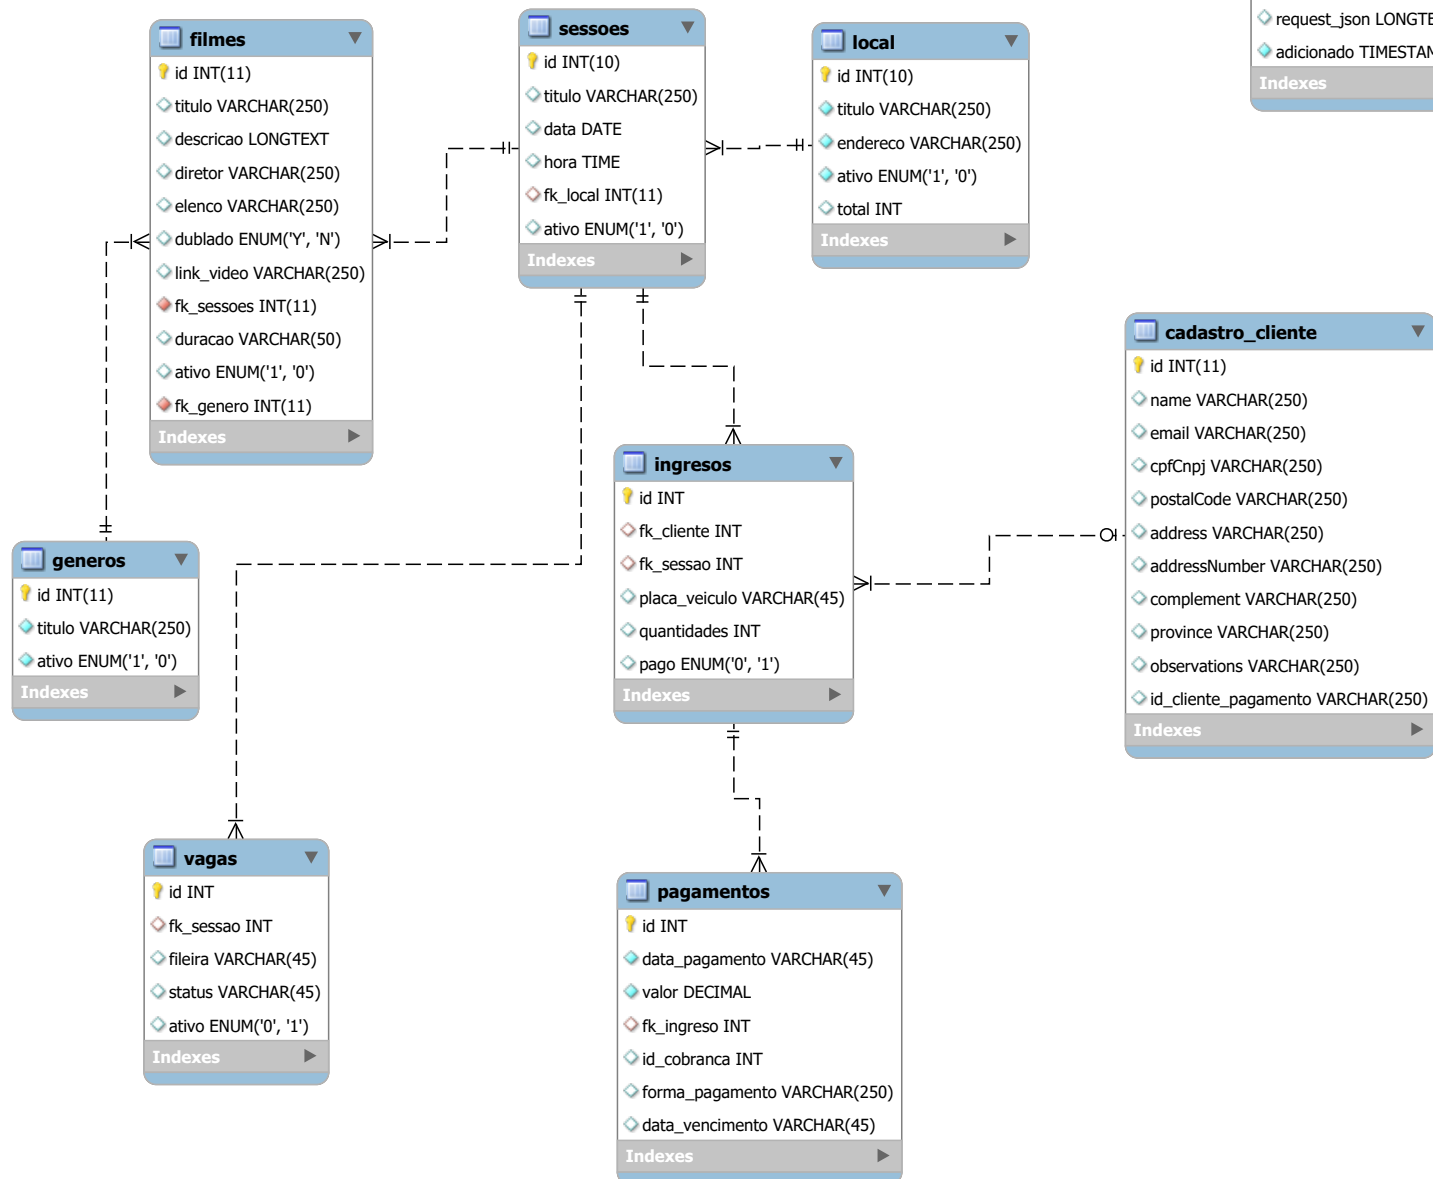 filmes
id INT(11)
titulo VARCHAR(250)
descricao LONGTEXT
diretor VARCHAR(250)
elenco VARCHAR(250)
dublado ENUM('Y', 'N')
link_video VARCHAR(250)
fk_sessoes INT(11)
duracao VARCHAR(50)
ativo ENUM('1', '0')
fk_genero INT(11)
Indexes
sessoes
id INT(10)
titulo VARCHAR(250)
data DATE
hora TIME
fk_local INT(11)
ativo ENUM('1', '0')
Indexes
local
id INT(10)
titulo VARCHAR(250)
endereco VARCHAR(250)
ativo ENUM('1', '0')
total INT
Indexes
request_json
Indexes
adicionado
cadastro_cliente
id INT(11)
name VARCHAR(250)
email VARCHAR(250)
cpfCnpj VARCHAR(250)
postalCode VARCHAR(250)
address VARCHAR(250)
addressNumber VARCHAR(250)
complement VARCHAR(250)
province VARCHAR(250)
observations VARCHAR(250)
id_cliente_pagamento VARCHAR(250)
Indexes
generos
id INT(11)
titulo VARCHAR(250)
ativo ENUM('1', '0')
Indexes
ingresos
id INT
fk_cliente INT
fk_sessao INT
placa_veiculo VARCHAR(45)
quantidades INT
pago ENUM('0', '1')
Indexes
vagas
id INT
fk_sessao INT
fileira VARCHAR(45)
status VARCHAR(45)
ativo ENUM('0', '1')
Indexes
pagamentos
id INT
data_pagamento VARCHAR(45)
valor DECIMAL
fk_ingreso INT
id_cobranca INT
forma_pagamento VARCHAR(250)
data_vencimento VARCHAR(45)
Indexes